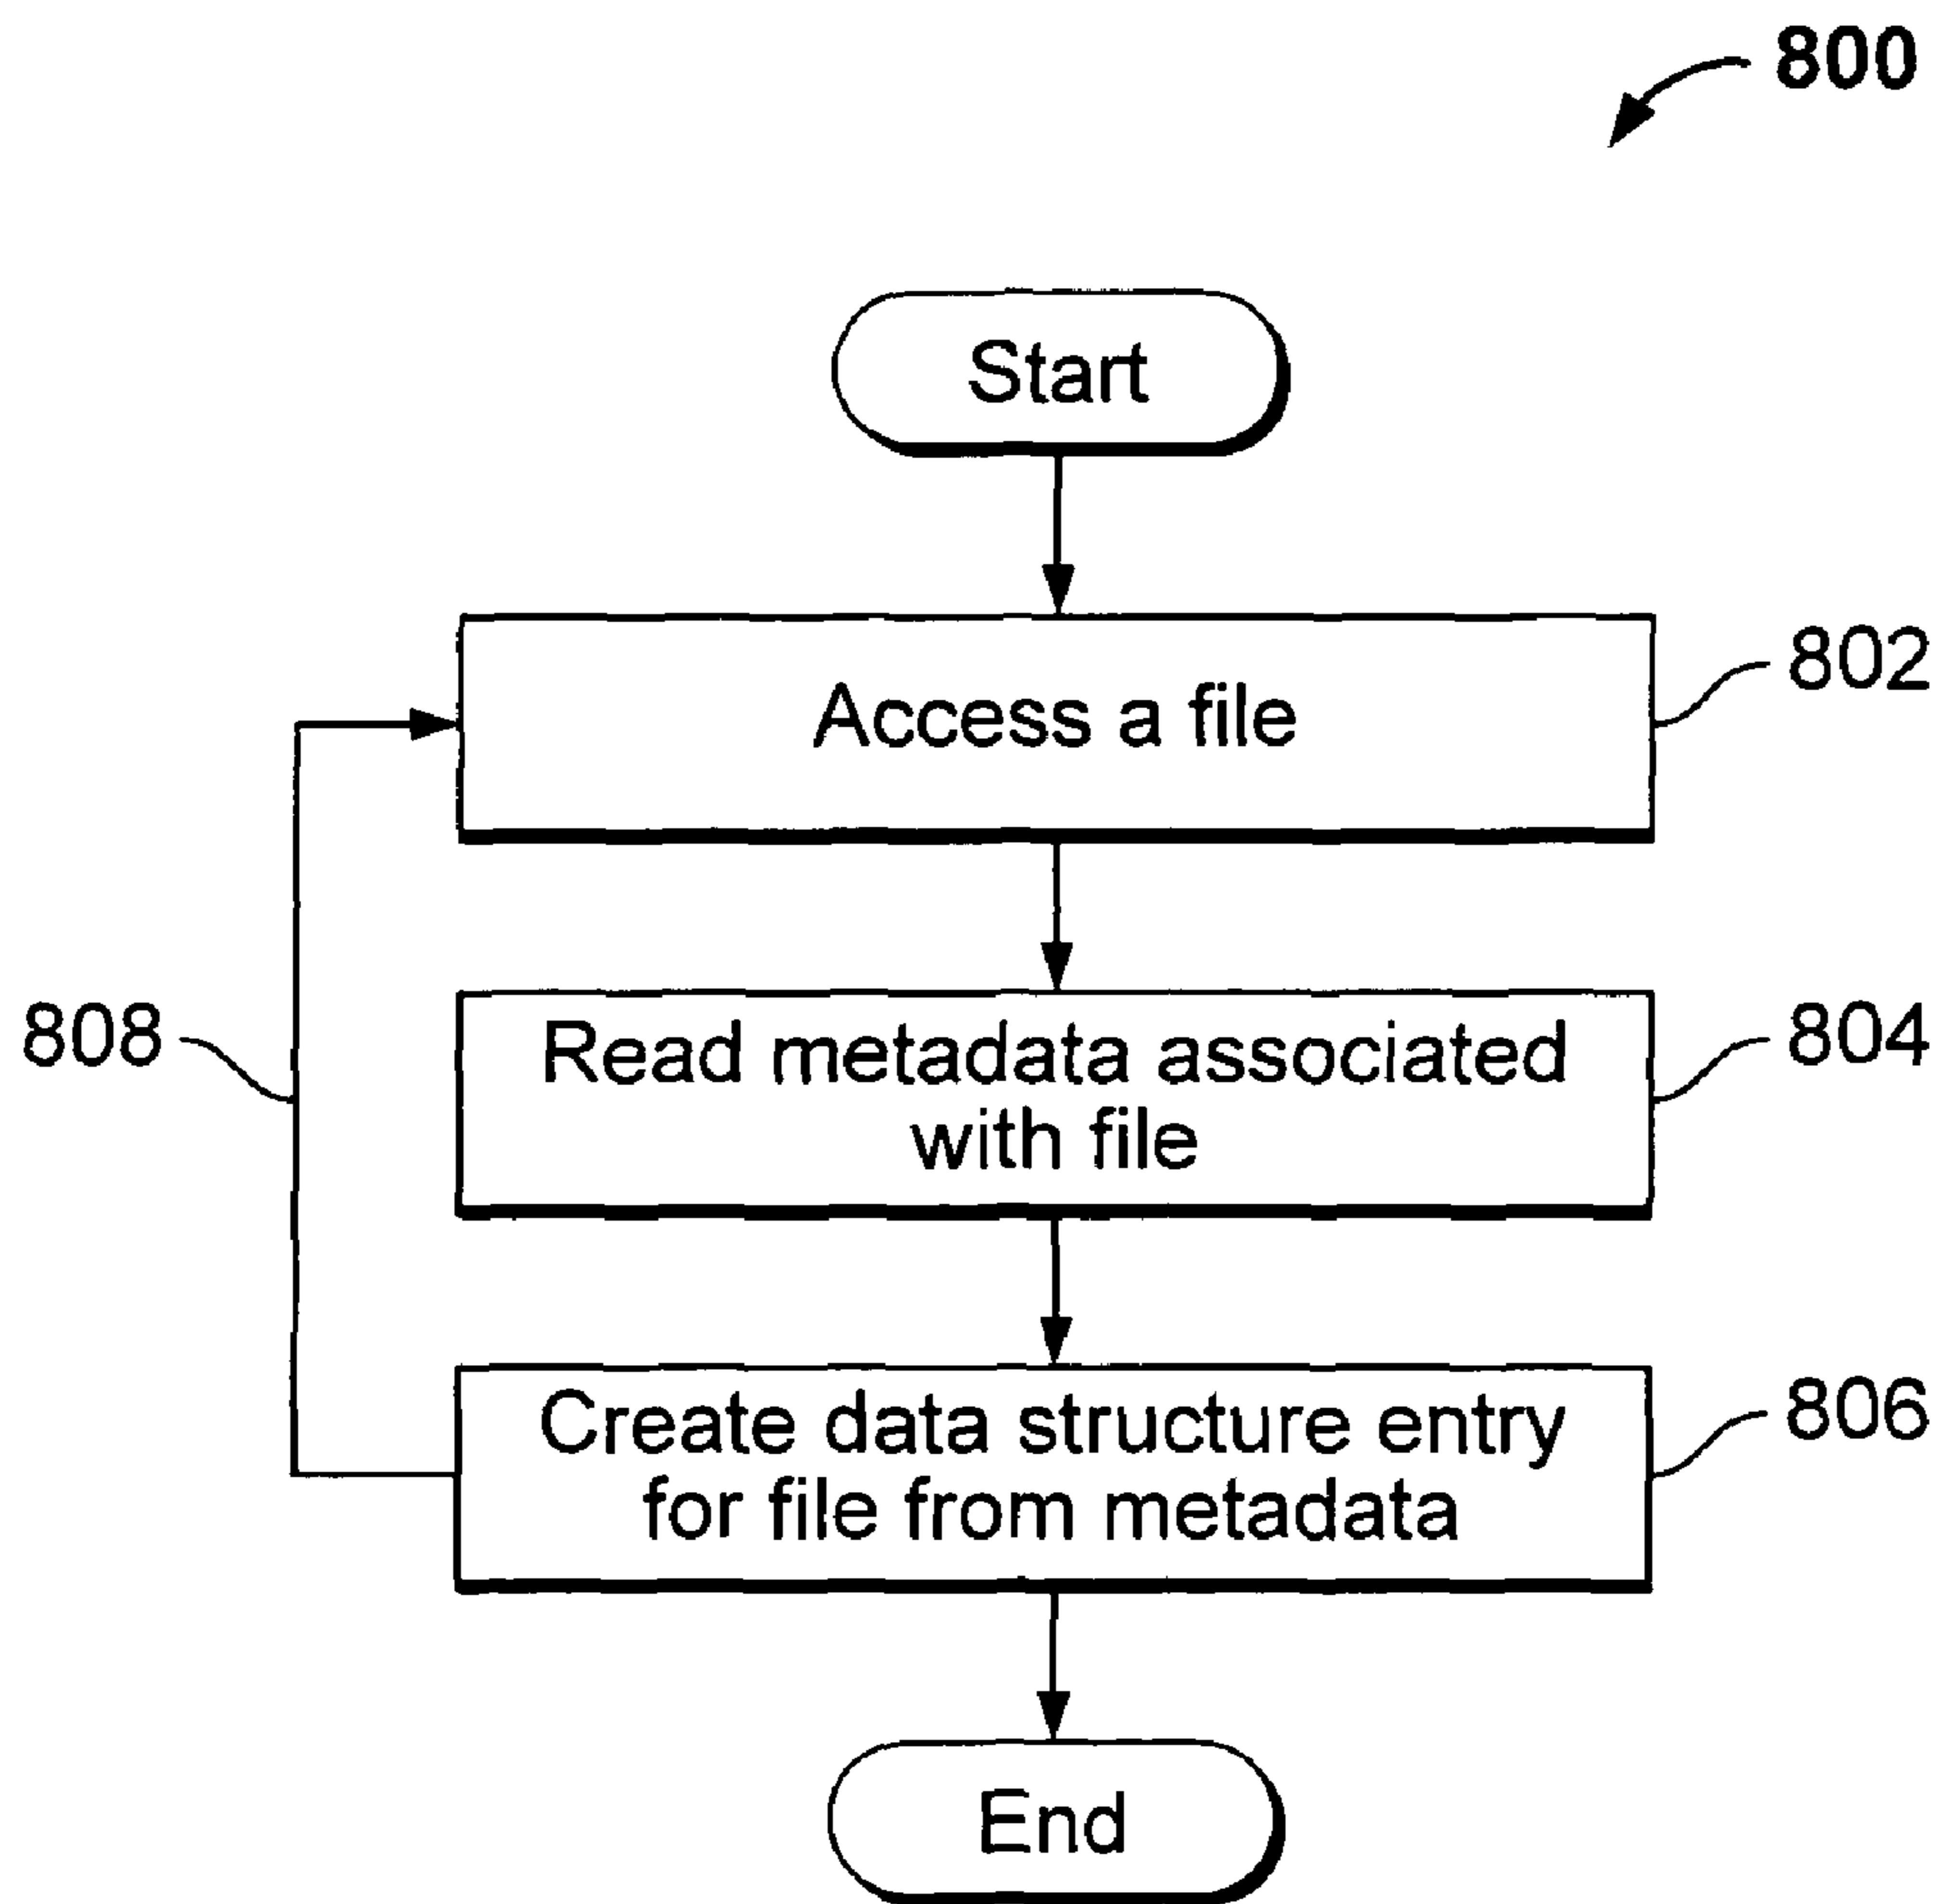 800
Start
Access a file
802
Read metadata associated
with file
804
808
Create data structure entry
for file from metadata
806
End